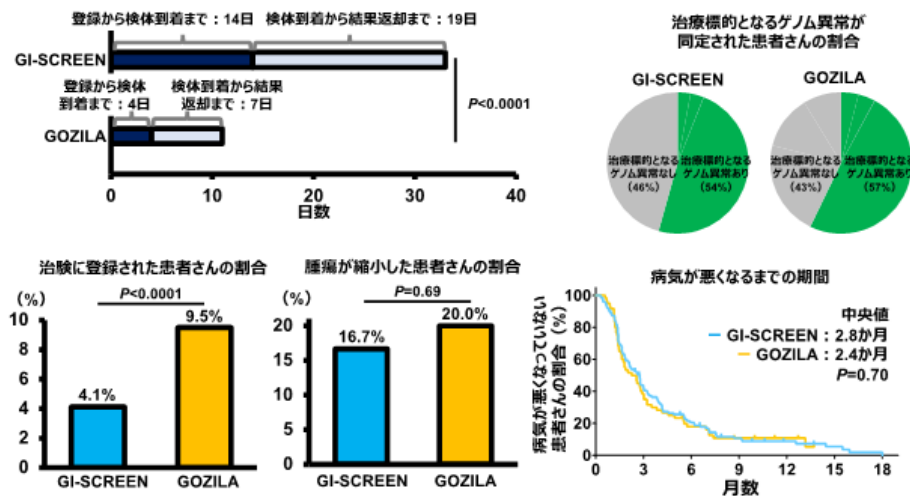 登録から検体到着まで：14日
検体到着から結果返却まで：19日
GI-SCREEN
登録から検体
到着まで：4日
検体到着から結果
返却まで：7日
GOZILA
P<0.0001
0
10
20
30
40
日数
治療標的となるゲノム異常が
同定された患者さんの割合
GI-SCREEN
治療標的となる
ゲノム異常なし
（46%）
治療標的となる
ゲノム異常あり
（54%）
GOZILA
治療標的となる
ゲノム異常なし
（43%）
治療標的となる
ゲノム異常あり
（57%）
治験に登録された患者さんの割合
（%）
P<0.0001
10
8
6
4
2
0
4.1%
9.5%
GI-SCREEN
GOZILA
腫瘍が縮小した患者さんの割合
（%）
P=0.69
20
15
10
5
0
16.7%
20.0%
GI-SCREEN
GOZILA
病気が悪くなるまでの期間
病気が悪くなっていない
患者さんの割合（%）
100
80
60
40
20
0
中央値
GI-SCREEN：2.8か月
GOZILA：2.4か月
P=0.70
0
3
6
9
12
15
18
月数